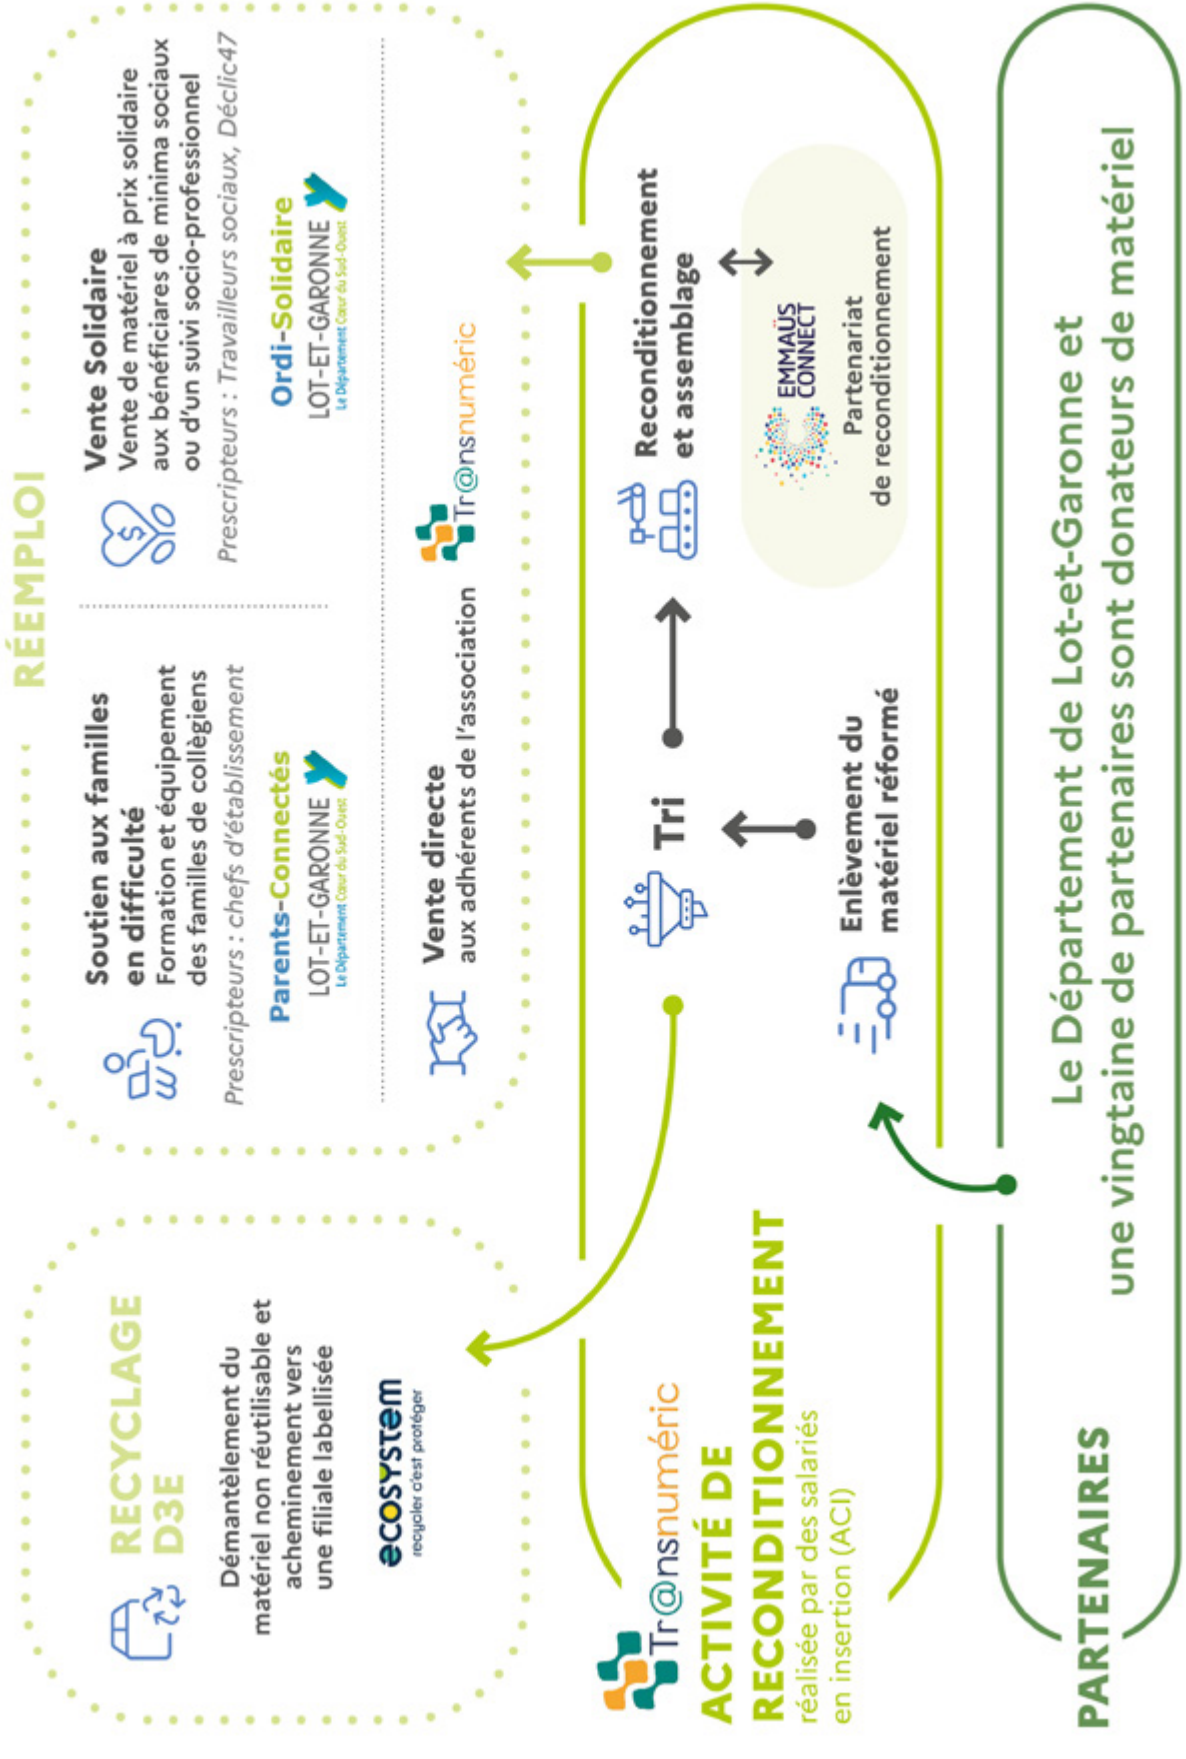 RECYCLAGE
D3E
Démantèlement du
matériel non réutilisable et
acheminement vers
une filiale labellisée
ecosystem
recycler c'est protéger
RÉEMPLOI
Soutien aux familles
en difficulté
Formation et équipement
des familles de collègiens
Prescripteurs : chefs d'établissement
Parents-Connectés
LOT-ET-GARONNE
Le Département Cœur du Sud-Ouest
Vente Solidaire
Vente de matériel à prix solidaire
aux bénéficiares de minima sociaux
ou d'un suivi socio-professionnel
Prescripteurs : Travailleurs sociaux, Déclic47
Ordi-Solidaire
LOT-ET-GARONNE
Le Département Cœur du Sud-Ouest
Vente directe
aux adhérents de l'association
Tr@nsnuméric
Tr@nsnuméric
ACTIVITÉ DE
RECONDITIONNEMENT
réalisée par des salariés
en insertion (ACI)
Tri
Enlèvement du
matériel réformé
Reconditionnement
et assemblage
EMMAÜS
CONNECT
Partenariat
de reconditionnement
PARTENAIRES
Le Département de Lot-et-Garonne et
une vingtaine de partenaires sont donateurs de matériel